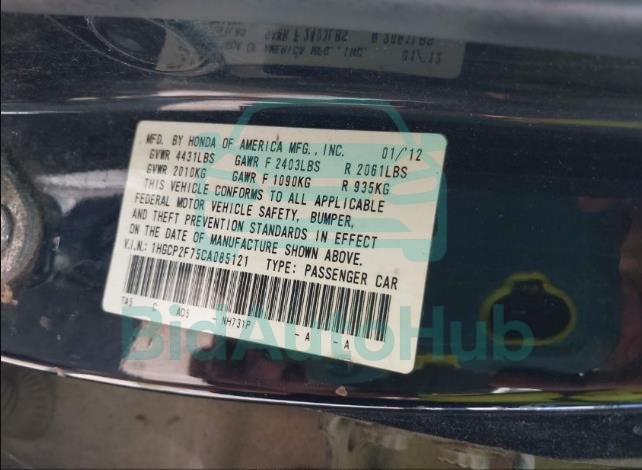 MFD. BY HONDA OF AMERICA MFG., INC. 01/'12
GVWR 4431LBS GAWR F 2403LBS R 2061LBS
GVWR 2010KG GAWR F 1090KG R 935KG
THIS VEHICLE CONFORMS TO ALL APPLICABLE
FEDERAL MOTOR VEHICLE SAFETY, BUMPER,
AND THEFT PREVENTION STANDARDS IN EFFECT
ON THE DATE OF MANUFACTURE SHOWN ABOVE.
V.I.N.: 1HGCP2F75CA085121 TYPE: PASSENGER CAR
TA5 C AD5 - NH731P - A - A
BidAutoHub